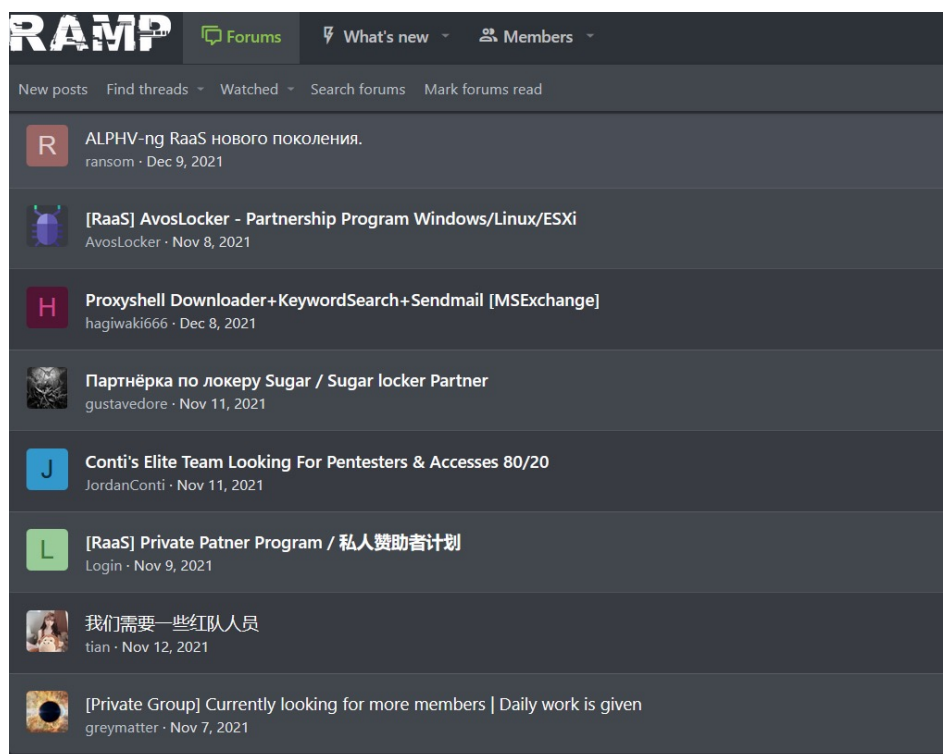 RAMP
Forums
What's new
Members
New posts
Find threads
Watched
Search forums
Mark forums read
R
ALPHV-ng RaaS нового поколения.
ransom · Dec 9, 2021
[RaaS] AvosLocker - Partnership Program Windows/Linux/ESXi
AvosLocker · Nov 8, 2021
H
Proxyshell Downloader+KeywordSearch+Sendmail [MSExchange]
hagiwaki666 · Dec 8, 2021
Партнёрка по локеру Sugar / Sugar locker Partner
gustavedore · Nov 11, 2021
J
Conti's Elite Team Looking For Pentesters & Accesses 80/20
JordanConti · Nov 11, 2021
L
[RaaS] Private Patner Program / 私人赞助者计划
Login · Nov 9, 2021
我们需要一些红队人员
tian · Nov 12, 2021
[Private Group] Currently looking for more members | Daily work is given
greymatter · Nov 7, 2021